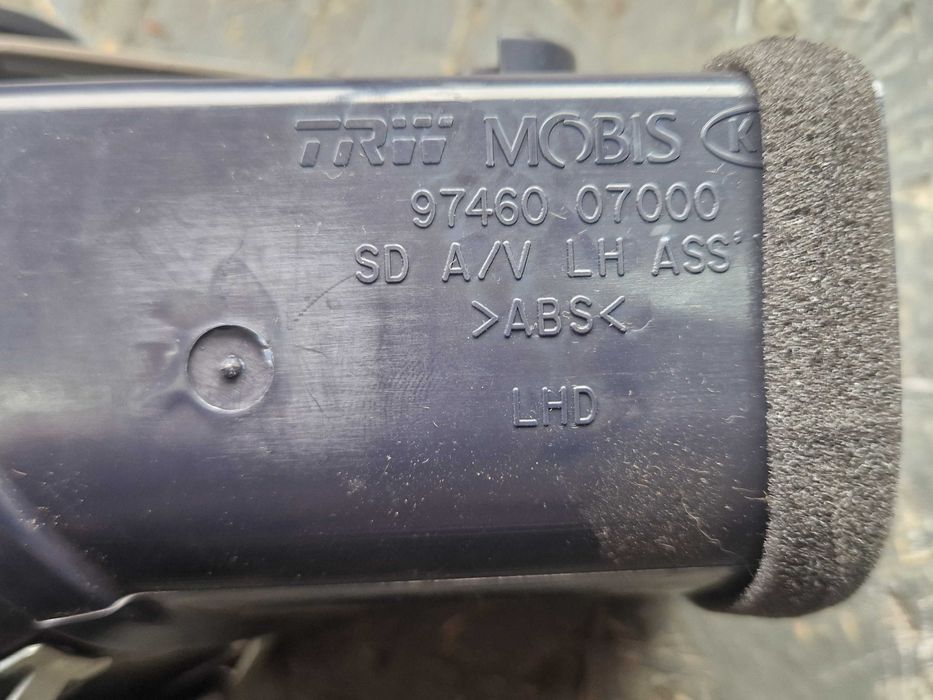 TRW MOBIS K
97460 07000
SD A/V LH ASS'
>ABS<
LHD